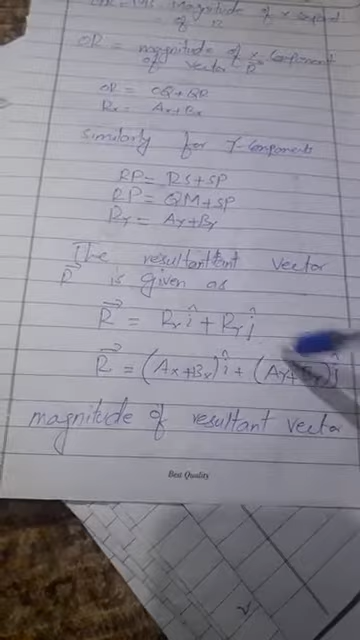 Magnitude of x
OR = magnitude of x component
of vector R
OR = OQ + QR
Rx = Ax + Bx
Similarly for Y-Components
RP = RS + SP
RP = QM + SP
Ry = Ay + By
The resultant vector
R⃗ is given as
R⃗ = Rx î + Ry ĵ
R⃗ = (Ax + Bx) î + (Ay + By) ĵ
magnitude of resultant vector
Best Quality